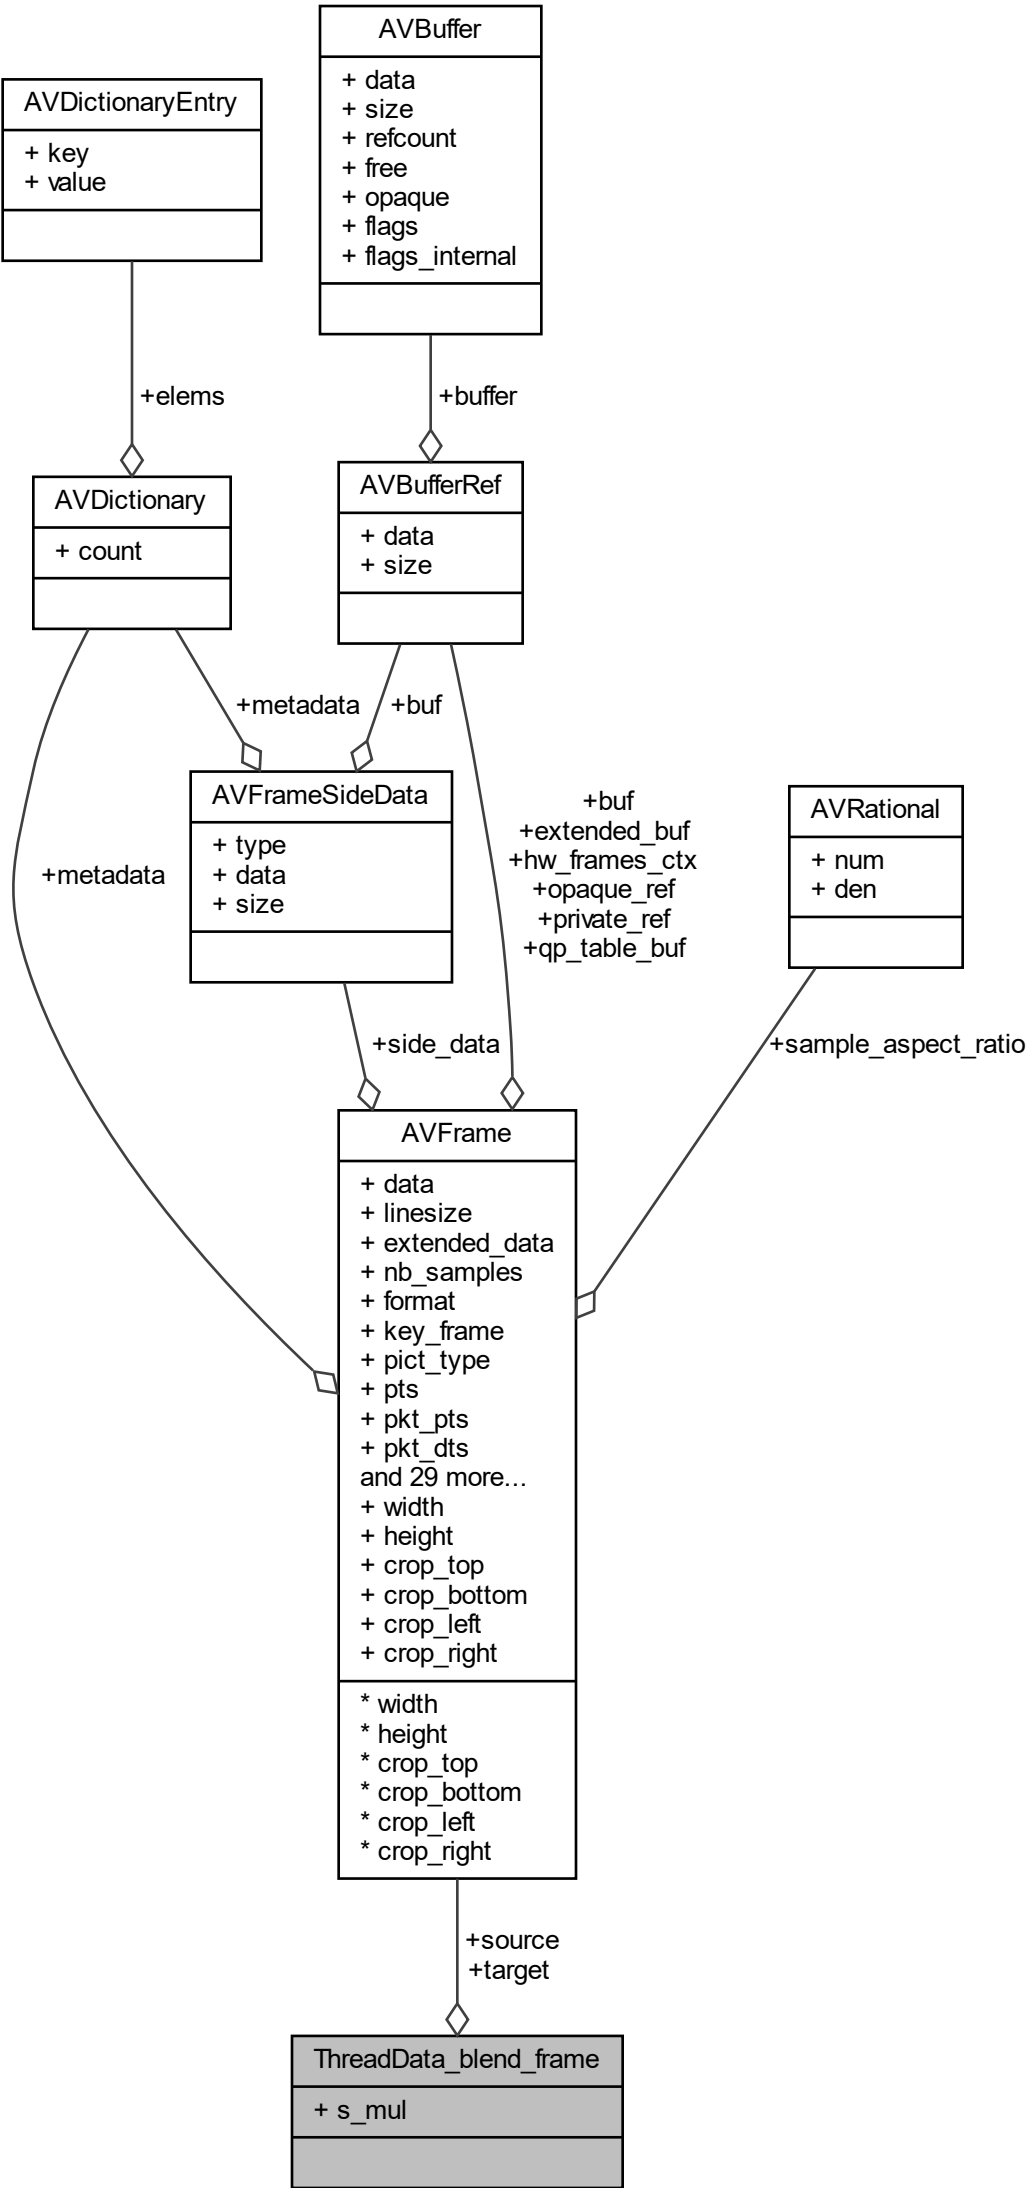 AVBuffer
+ data
+ size
+ refcount
+ free
+ opaque
+ flags
+ flags_internal
AVDictionaryEntry
+ key
+ value
+elems
+buffer
AVDictionary
+ count
AVBufferRef
+ data
+ size
+metadata
+buf
AVFrameSideData
+ type
+ data
+ size
+metadata
+buf
+extended_buf
+hw_frames_ctx
+opaque_ref
+private_ref
+qp_table_buf
AVRational
+ num
+ den
+side_data
+sample_aspect_ratio
AVFrame
+ data
+ linesize
+ extended_data
+ nb_samples
+ format
+ key_frame
+ pict_type
+ pts
+ pkt_pts
+ pkt_dts
and 29 more...
+ width
+ height
+ crop_top
+ crop_bottom
+ crop_left
+ crop_right
* width
* height
* crop_top
* crop_bottom
* crop_left
* crop_right
+source
+target
ThreadData_blend_frame
+ s_mul